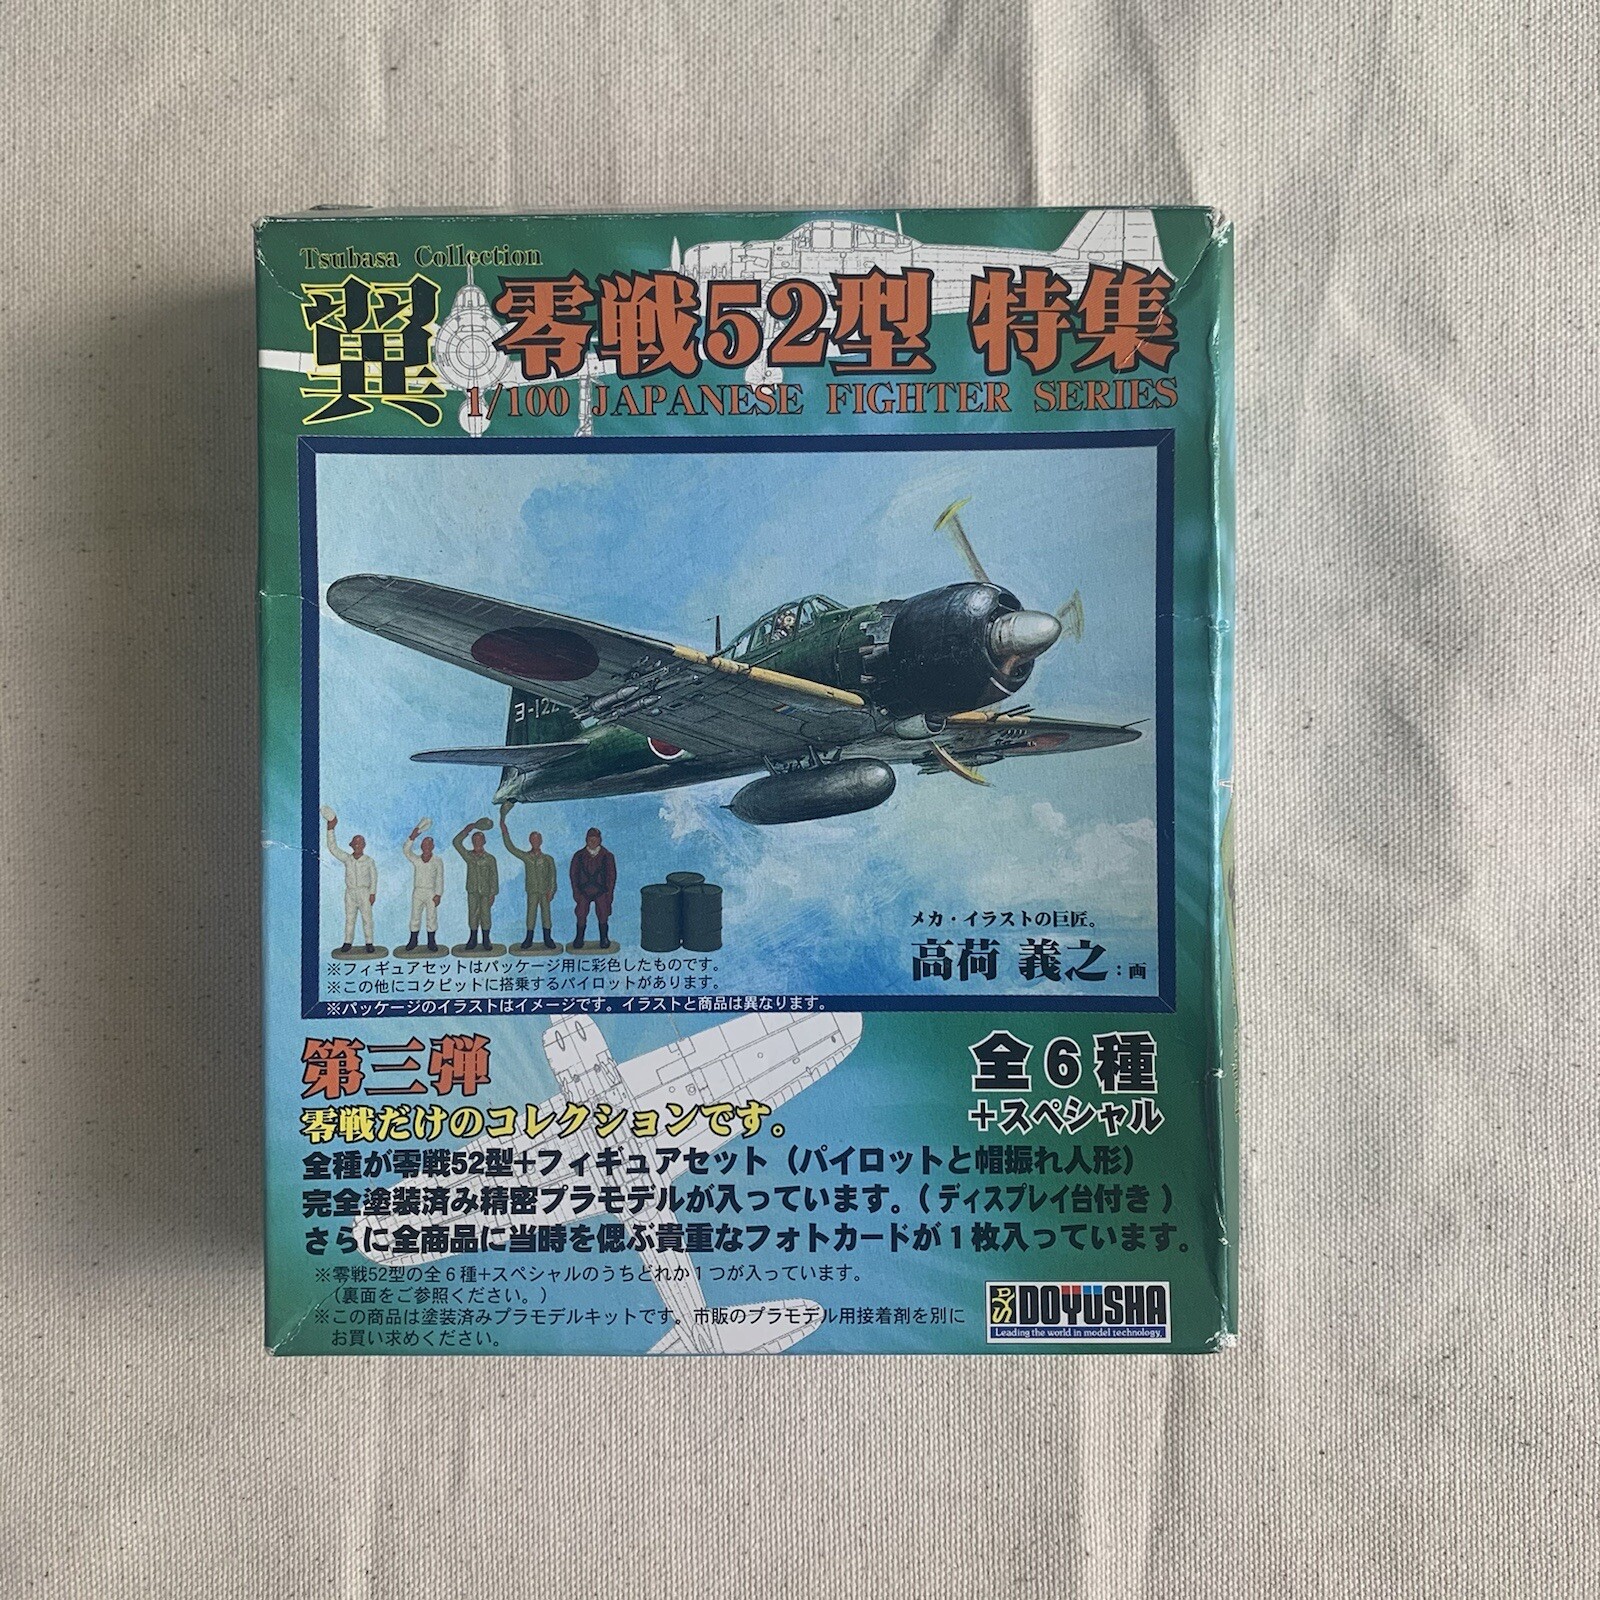 Tsubasa Collection
翼 零戦52型 特集
1/100 JAPANESE FIGHTER SERIES
ヨ-122
メカ・イラストの巨匠。
高荷 義之:画
※フィギュアセットはパッケージ用に彩色したものです。
※この他にコクピットに搭乗するパイロットがあります。
※パッケージのイラストはイメージです。イラストと商品は異なります。
第三弾
全6種
+スペシャル
零戦だけのコレクションです。
全種が零戦52型+フィギュアセット(パイロットと帽振れ人形)
完全塗装済み精密プラモデルが入っています。(ディスプレイ台付き)
さらに全商品に当時を偲ぶ貴重なフォトカードが1枚入っています。
※零戦52型の全6種+スペシャルのうちどれか1つが入っています。
(裏面をご参照ください。)
※この商品は塗装済みプラモデルキットです。市販のプラモデル用接着剤を別に
お買い求めください。
DOYUSHA
Leading the world in model technology.